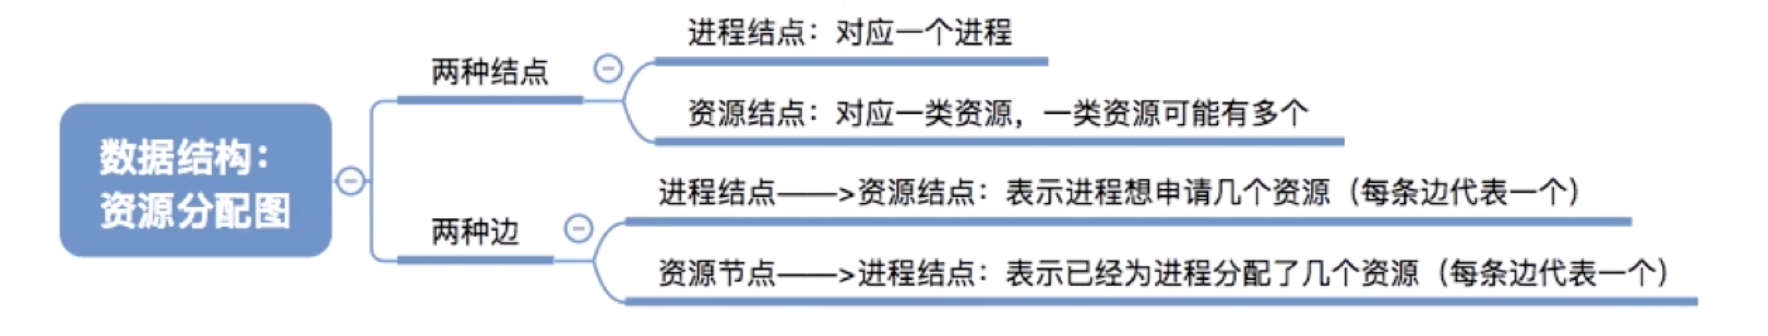 进程结点：对应一个进程
两种结点
资源结点：对应一类资源，一类资源可能有多个
数据结构：
资源分配图
进程结点——>资源结点：表示进程想申请几个资源（每条边代表一个）
两种边
资源节点——>进程结点：表示已经为进程分配了几个资源（每条边代表一个）